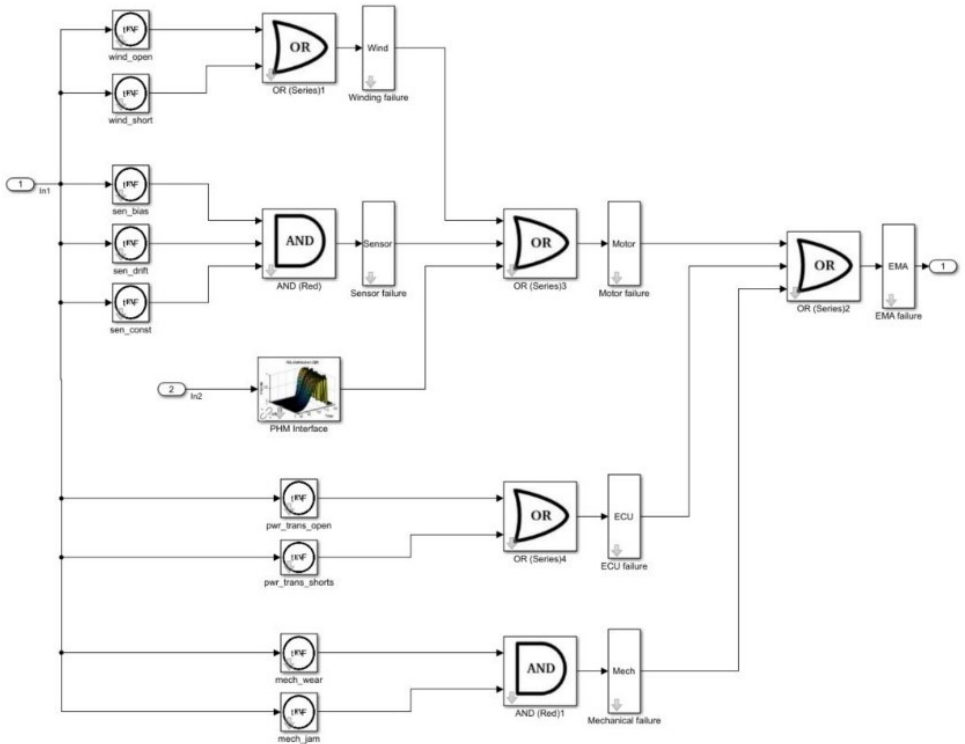 wind_open
OR
OR (Series)1
Wind
Winding failure
wind_short
1
In1
sen_bias
sen_drift
sen_const
AND
AND (Red)
Sensor
Sensor failure
OR
OR (Series)3
Motor
Motor failure
OR
OR (Series)2
EMA
EMA failure
1
2
In2
PHM Interface
pwr_trans_open
pwr_trans_shorts
OR
OR (Series)4
ECU
ECU failure
mech_wear
mech_jam
AND
AND (Red)1
Mech
Mechanical failure